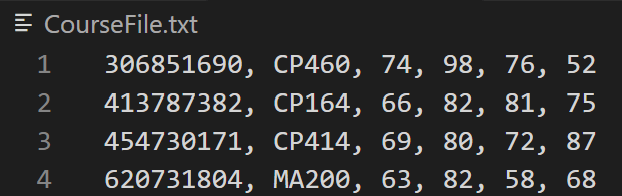 CourseFile.txt
1 306851690, CP460, 74, 98, 76, 52
2 413787382, CP164, 66, 82, 81, 75
3 454730171, CP414, 69, 80, 72, 87
4 620731804, MA200, 63, 82, 58, 68